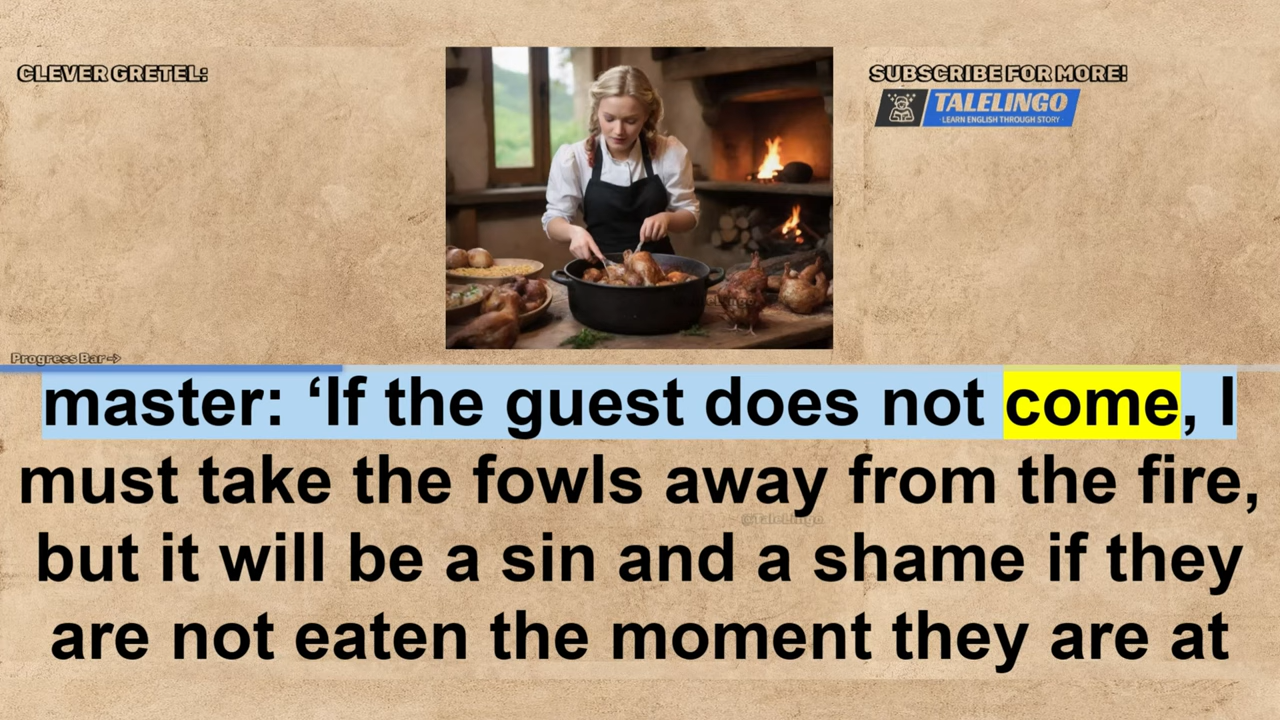 CLEVER GRETEL:
SUBSCRIBE FOR MORE!
TALELINGO
-LEARN ENGLISH THROUGH STORY-
Progress Bar->
master: ‘If the guest does not come, I
must take the fowls away from the fire,
@TaleLingo
but it will be a sin and a shame if they
are not eaten the moment they are at